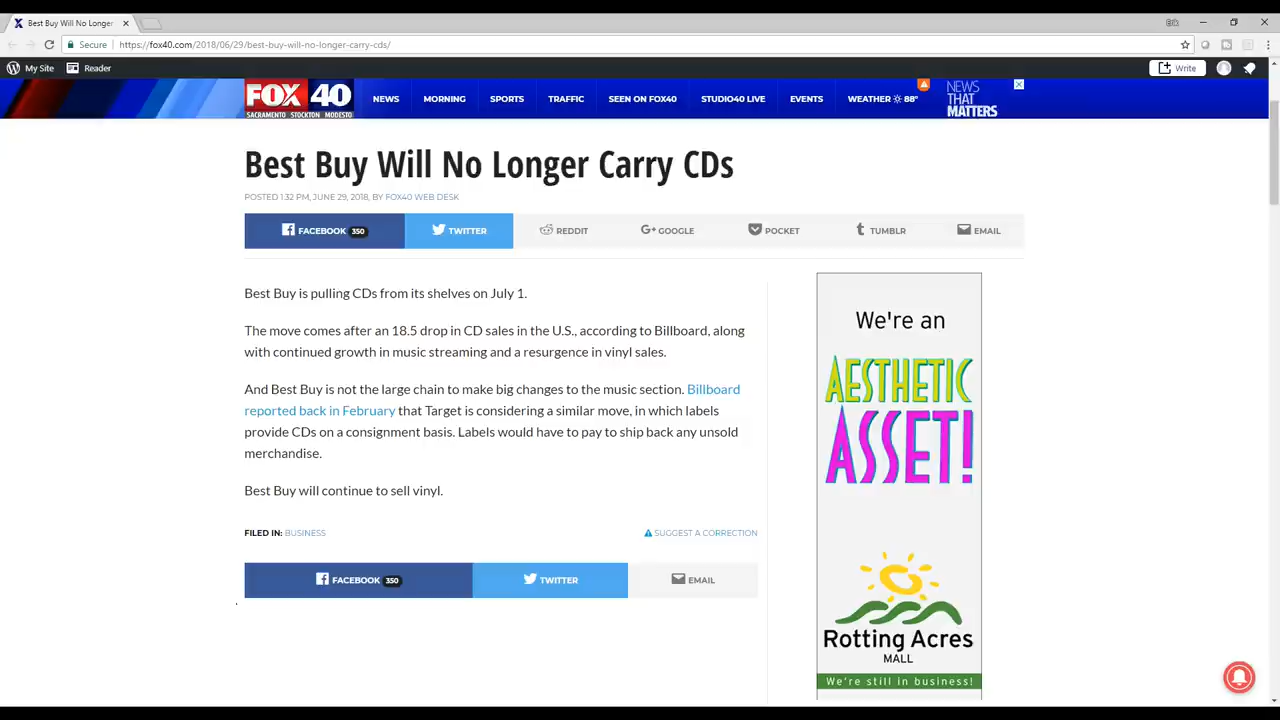 Best Buy Will No Longer
Secure
https://fox40.com/2018/06/29/best-buy-will-no-longer-carry-cds/
My Site
Reader
Write
FOX 40
SACRAMENTO STOCKTON MODESTO
NEWS
MORNING
SPORTS
TRAFFIC
SEEN ON FOX40
STUDIO40 LIVE
EVENTS
WEATHER 88°
NEWS
THAT
MATTERS
Best Buy Will No Longer Carry CDs
POSTED 1:32 PM, JUNE 29, 2018, BY FOX40 WEB DESK
FACEBOOK 350
TWITTER
REDDIT
G+ GOOGLE
POCKET
TUMBLR
EMAIL
Best Buy is pulling CDs from its shelves on July 1.
The move comes after an 18.5 drop in CD sales in the U.S., according to Billboard, along
with continued growth in music streaming and a resurgence in vinyl sales.
And Best Buy is not the large chain to make big changes to the music section. Billboard
reported back in February that Target is considering a similar move, in which labels
provide CDs on a consignment basis. Labels would have to pay to ship back any unsold
merchandise.
Best Buy will continue to sell vinyl.
FILED IN: BUSINESS
SUGGEST A CORRECTION
FACEBOOK 350
TWITTER
EMAIL
We're an
AESTHETIC
ASSET!
Rotting Acres
MALL
We're still in business!